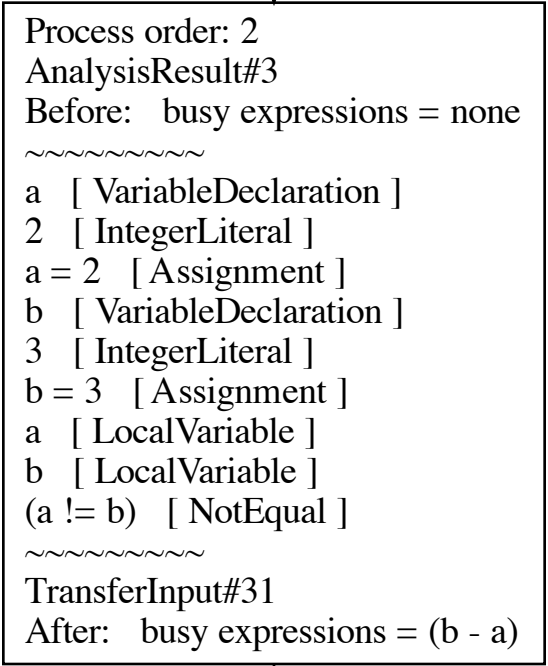 Process order: 2
AnalysisResult#3
Before:   busy expressions = none
~~~~~~~~~
a   [ VariableDeclaration ]
2   [ IntegerLiteral ]
a = 2   [ Assignment ]
b   [ VariableDeclaration ]
3   [ IntegerLiteral ]
b = 3   [ Assignment ]
a   [ LocalVariable ]
b   [ LocalVariable ]
(a != b)   [ NotEqual ]
~~~~~~~~~
TransferInput#31
After:   busy expressions = (b - a)